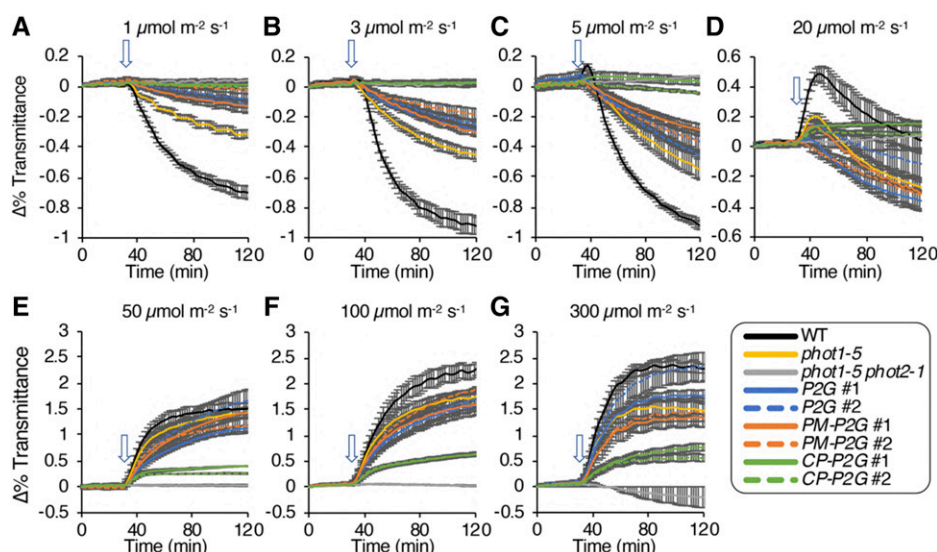 A 1 µmol m⁻² s⁻¹
B 3 µmol m⁻² s⁻¹
C 5 µmol m⁻² s⁻¹
D 20 µmol m⁻² s⁻¹
Δ% Transmittance
0.2
0
-0.2
-0.4
-0.6
-0.8
-1
0 40 80 120
Time (min)
0.2
0
-0.2
-0.4
-0.6
-0.8
-1
0 40 80 120
Time (min)
0.2
0
-0.2
-0.4
-0.6
-0.8
-1
0 40 80 120
Time (min)
0.6
0.4
0.2
0
-0.2
-0.4
0.6
0 40 80 120
Time (min)
E 50 µmol m⁻² s⁻¹
F 100 µmol m⁻² s⁻¹
G 300 µmol m⁻² s⁻¹
Δ% Transmittance
3
2.5
2
1.5
1
0.5
0
-0.5
0 40 80 120
Time (min)
3
2.5
2
1.5
1
0.5
0
-0.5
0 40 80 120
Time (min)
3
2.5
2
1.5
1
0.5
0
-0.5
0 40 80 120
Time (min)
WT
phot1-5
phot1-5 phot2-1
P2G #1
P2G #2
PM-P2G #1
PM-P2G #2
CP-P2G #1
CP-P2G #2